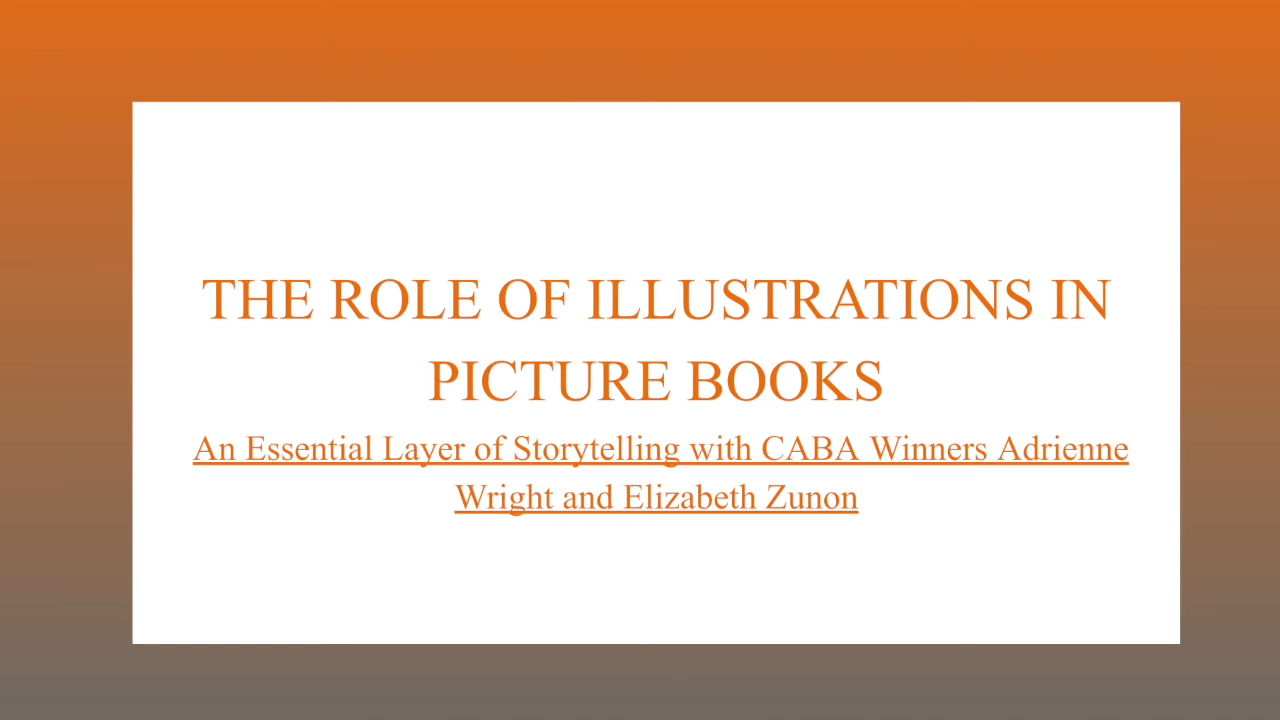 THE ROLE OF ILLUSTRATIONS IN
PICTURE BOOKS
An Essential Layer of Storytelling with CABA Winners Adrienne
Wright and Elizabeth Zunon